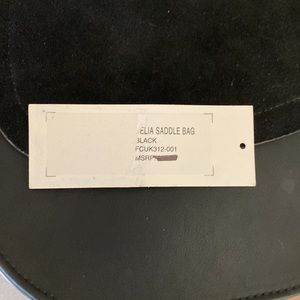 ELIA SADDLE BAG
BLACK
FCUK312-001
MSRP